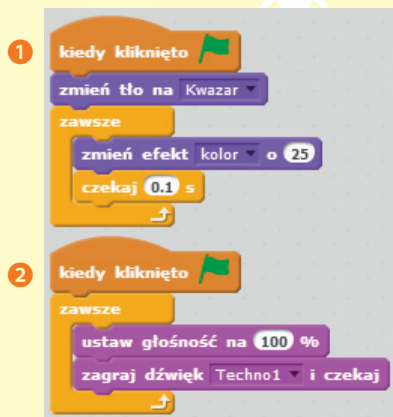 1
kiedy kliknięto
zmień tło na Kwazar
zawsze
zmień efekt kolor o 25
czekaj 0.1 s
2
kiedy kliknięto
zawsze
ustaw głośność na 100 %
zagraj dźwięk Techno1 i czekaj